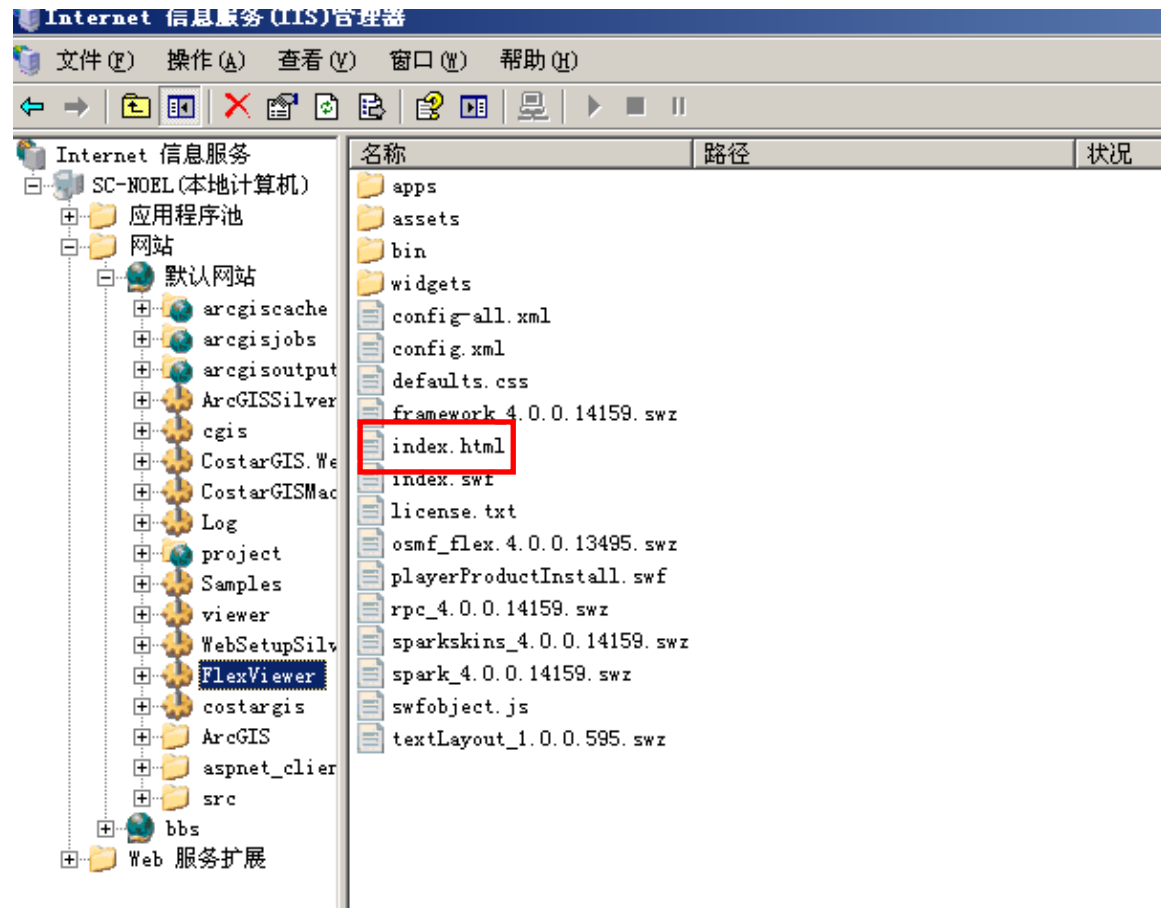 Internet 信息服务(IIS)管理器
文件(F) 操作(A) 查看(V) 窗口(W) 帮助(H)
Internet 信息服务
SC-NOEL(本地计算机)
应用程序池
网站
默认网站
arcgiscache
arcgisjobs
arcgisoutput
ArcGISSilver
cgis
CostarGIS.We
CostarGISMac
Log
project
Samples
viewer
WebSetupSilv
FlexViewer
costargis
ArcGIS
aspnet_clier
src
bbs
Web 服务扩展
名称 路径 状况
apps
assets
bin
widgets
config-all.xml
config.xml
defaults.css
framework_4.0.0.14159.swz
index.html
index.swf
license.txt
osmf_flex.4.0.0.13495.swz
playerProductInstall.swf
rpc_4.0.0.14159.swz
sparkskins_4.0.0.14159.swz
spark_4.0.0.14159.swz
swfobject.js
textLayout_1.0.0.595.swz